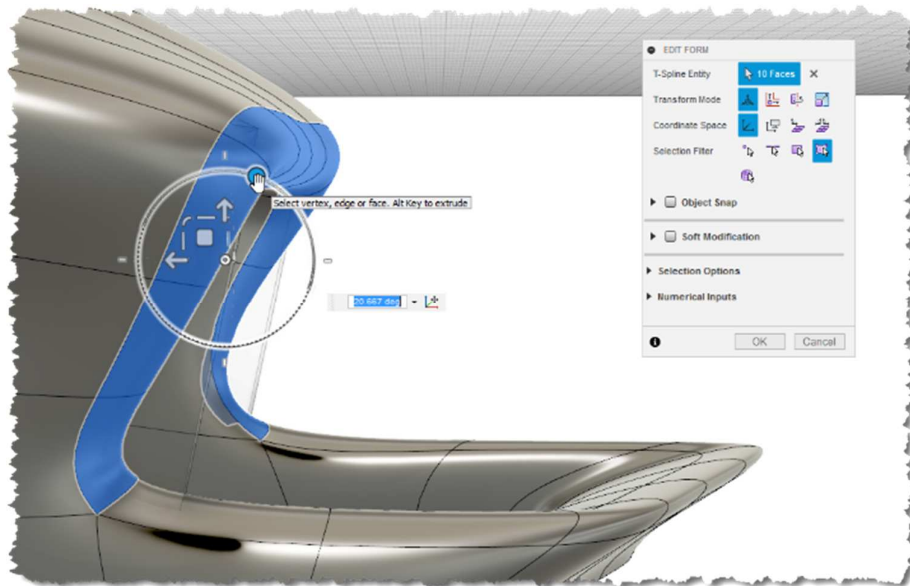 EDIT FORM
T-Spline Entity 10 Faces
Transform Mode
Coordinate Space
Selection Filter
Object Snap
Soft Modification
Selection Options
Numerical Inputs
OK Cancel
Select vertex, edge or face. Alt Key to extrude
20.667 deg